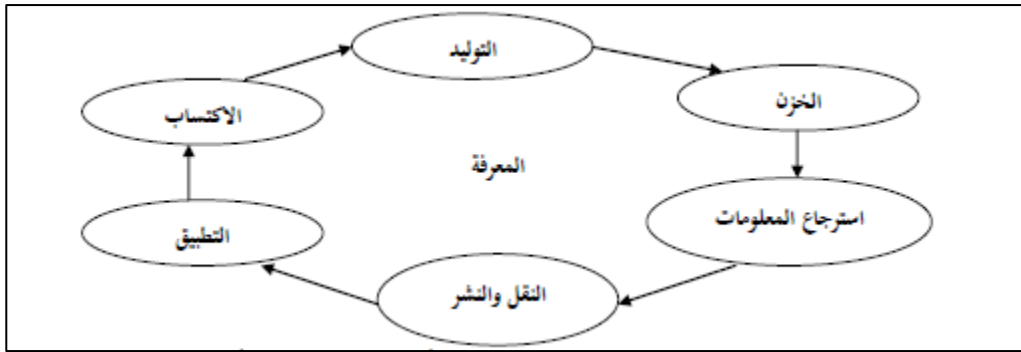 التوليد
الخزن
الاكتساب
المعرفة
استرجاع المعلومات
التطبيق
النقل والنشر